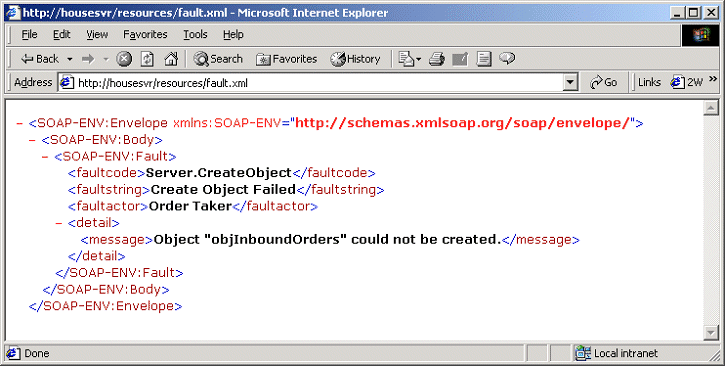 http://housesvr/resources/fault.xml - Microsoft Internet Explorer
File Edit View Favorites Tools Help
Back Search Favorites History
Address http://housesvr/resources/fault.xml Go Links 2W »
- <SOAP-ENV:Envelope xmlns:SOAP-ENV="http://schemas.xmlsoap.org/soap/envelope/">
- <SOAP-ENV:Body>
- <SOAP-ENV:Fault>
<faultcode>Server.CreateObject</faultcode>
<faultstring>Create Object Failed</faultstring>
<faultactor>Order Taker</faultactor>
- <detail>
<message>Object "objInboundOrders" could not be created.</message>
</detail>
</SOAP-ENV:Fault>
</SOAP-ENV:Body>
</SOAP-ENV:Envelope>
Done Local intranet